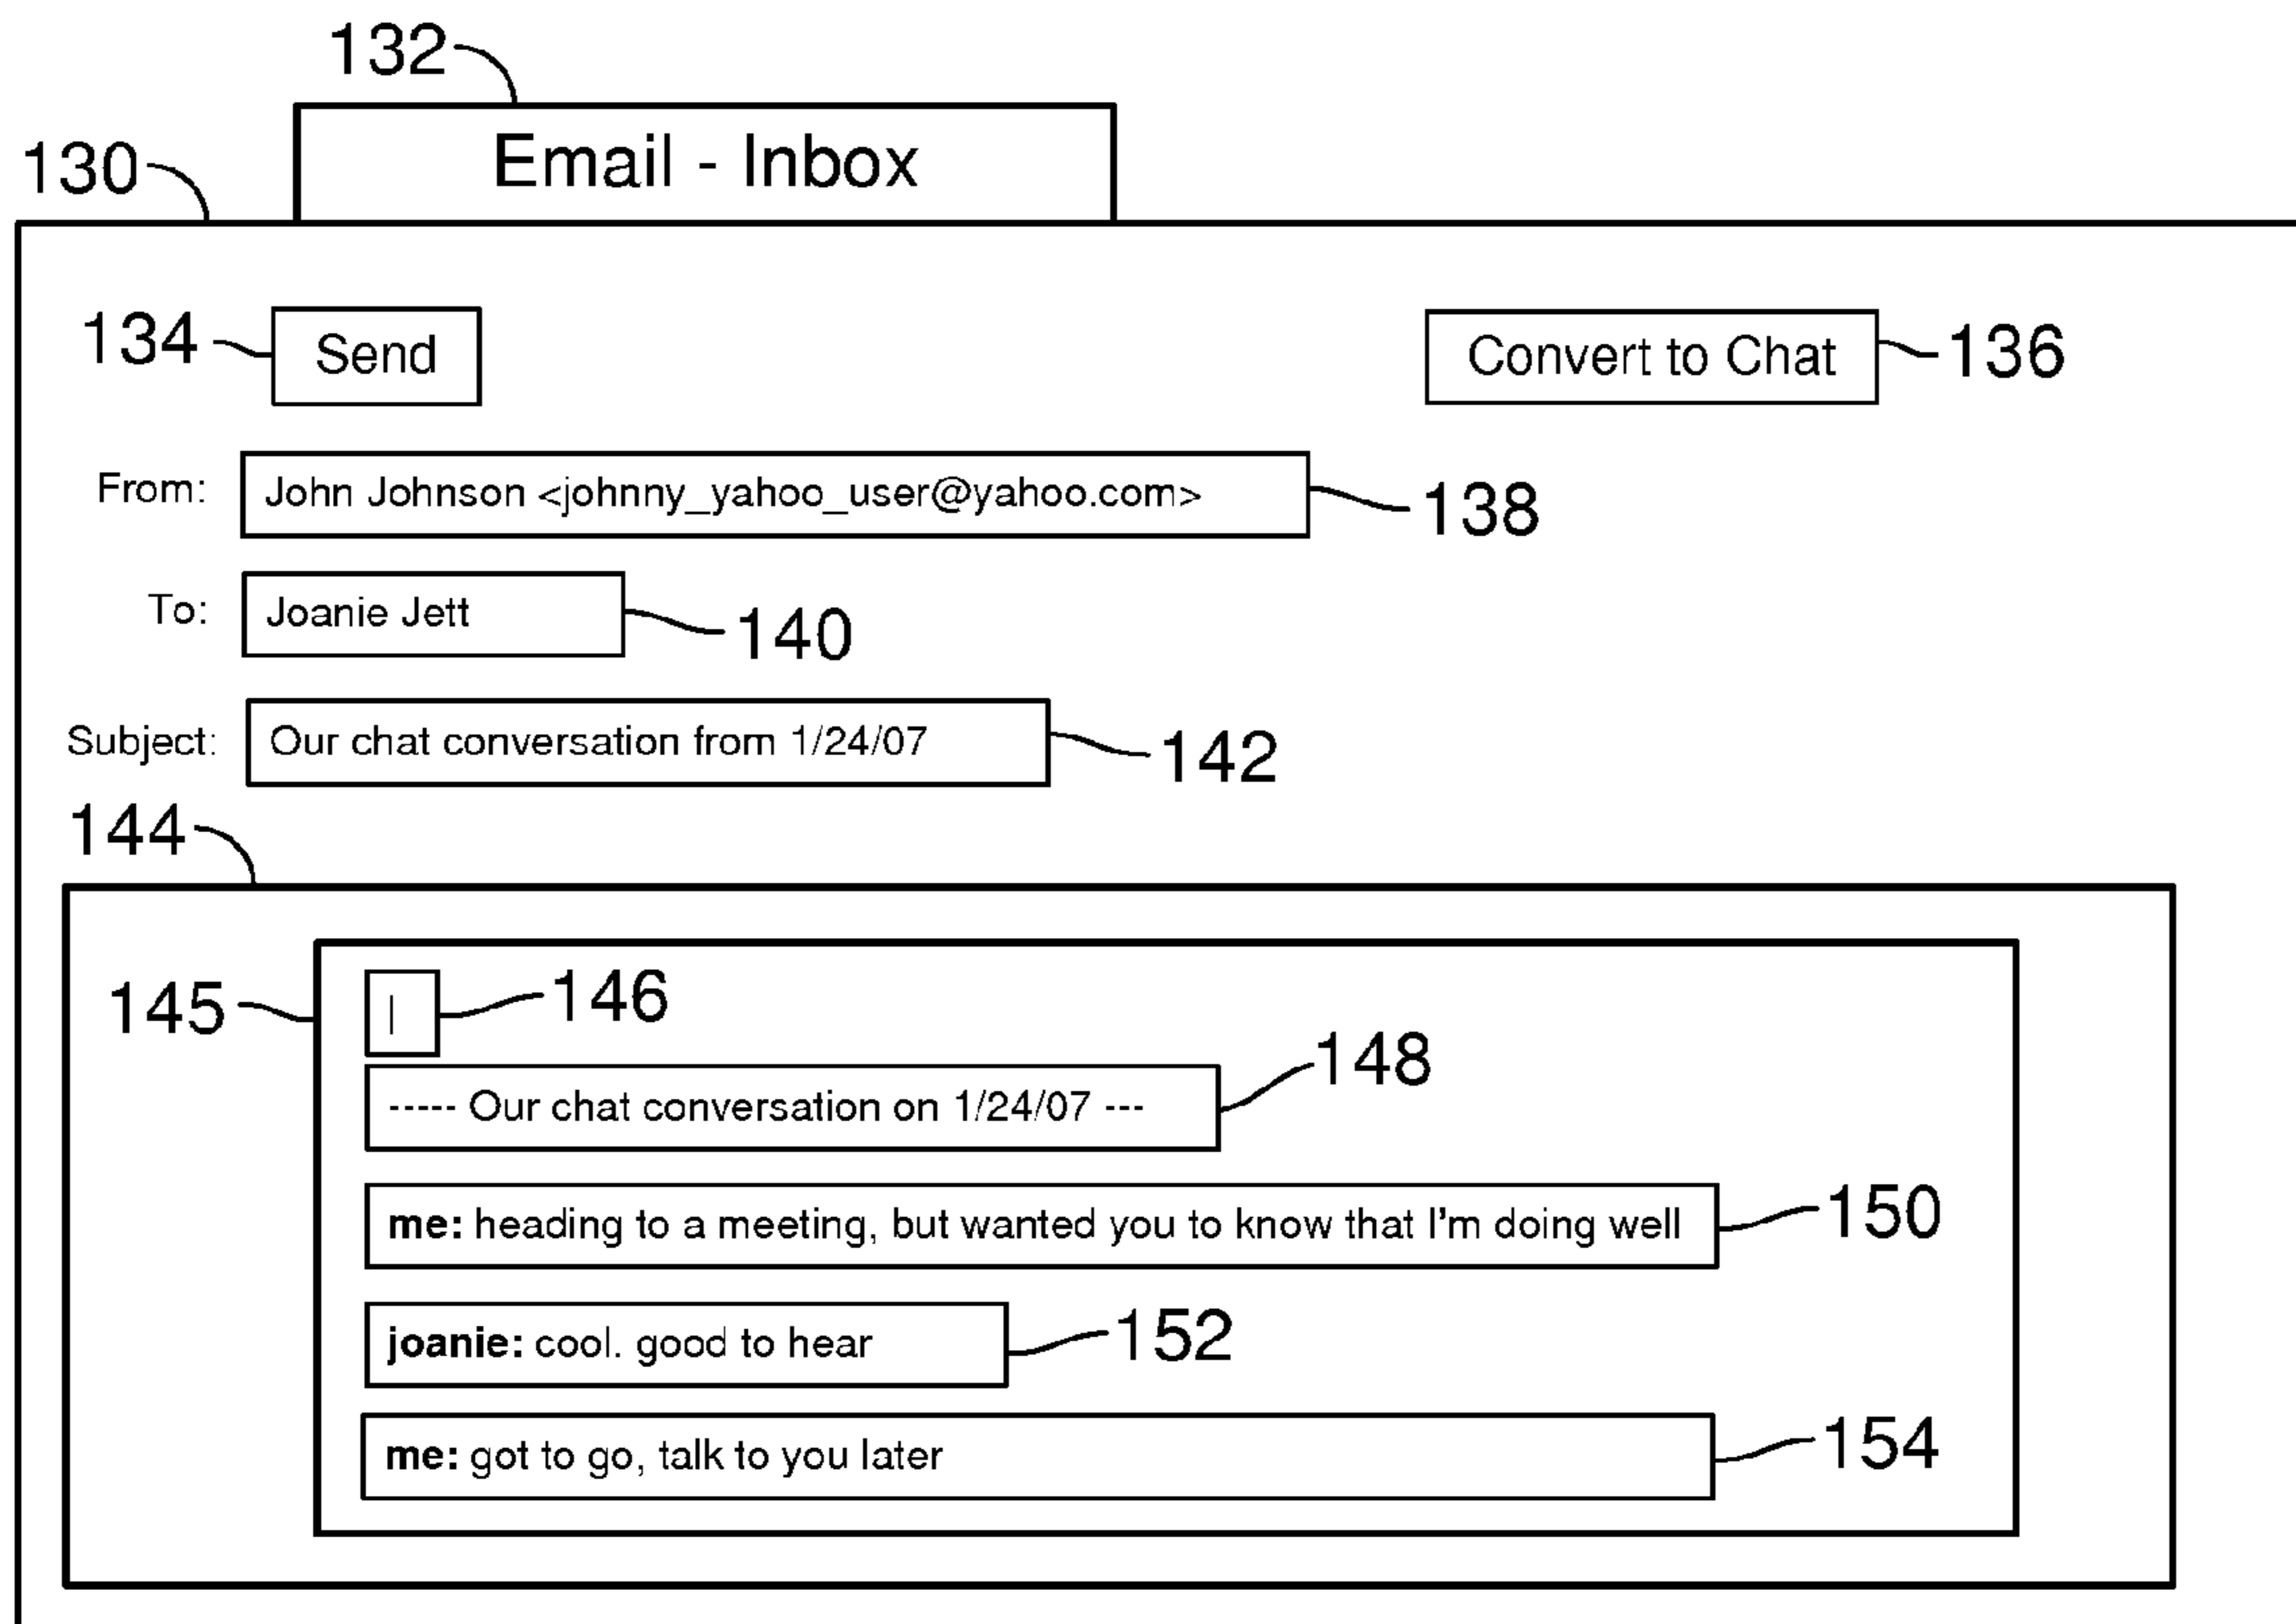 132
Email - Inbox
130
134 Send Convert to Chat 136
From: John Johnson <johnny_yahoo_user@yahoo.com> 138
To: Joanie Jett 140
Subject: Our chat conversation from 1/24/07 142
144
145 | 146
----- Our chat conversation on 1/24/07 --- 148
me: heading to a meeting, but wanted you to know that I'm doing well 150
joanie: cool. good to hear 152
me: got to go, talk to you later 154